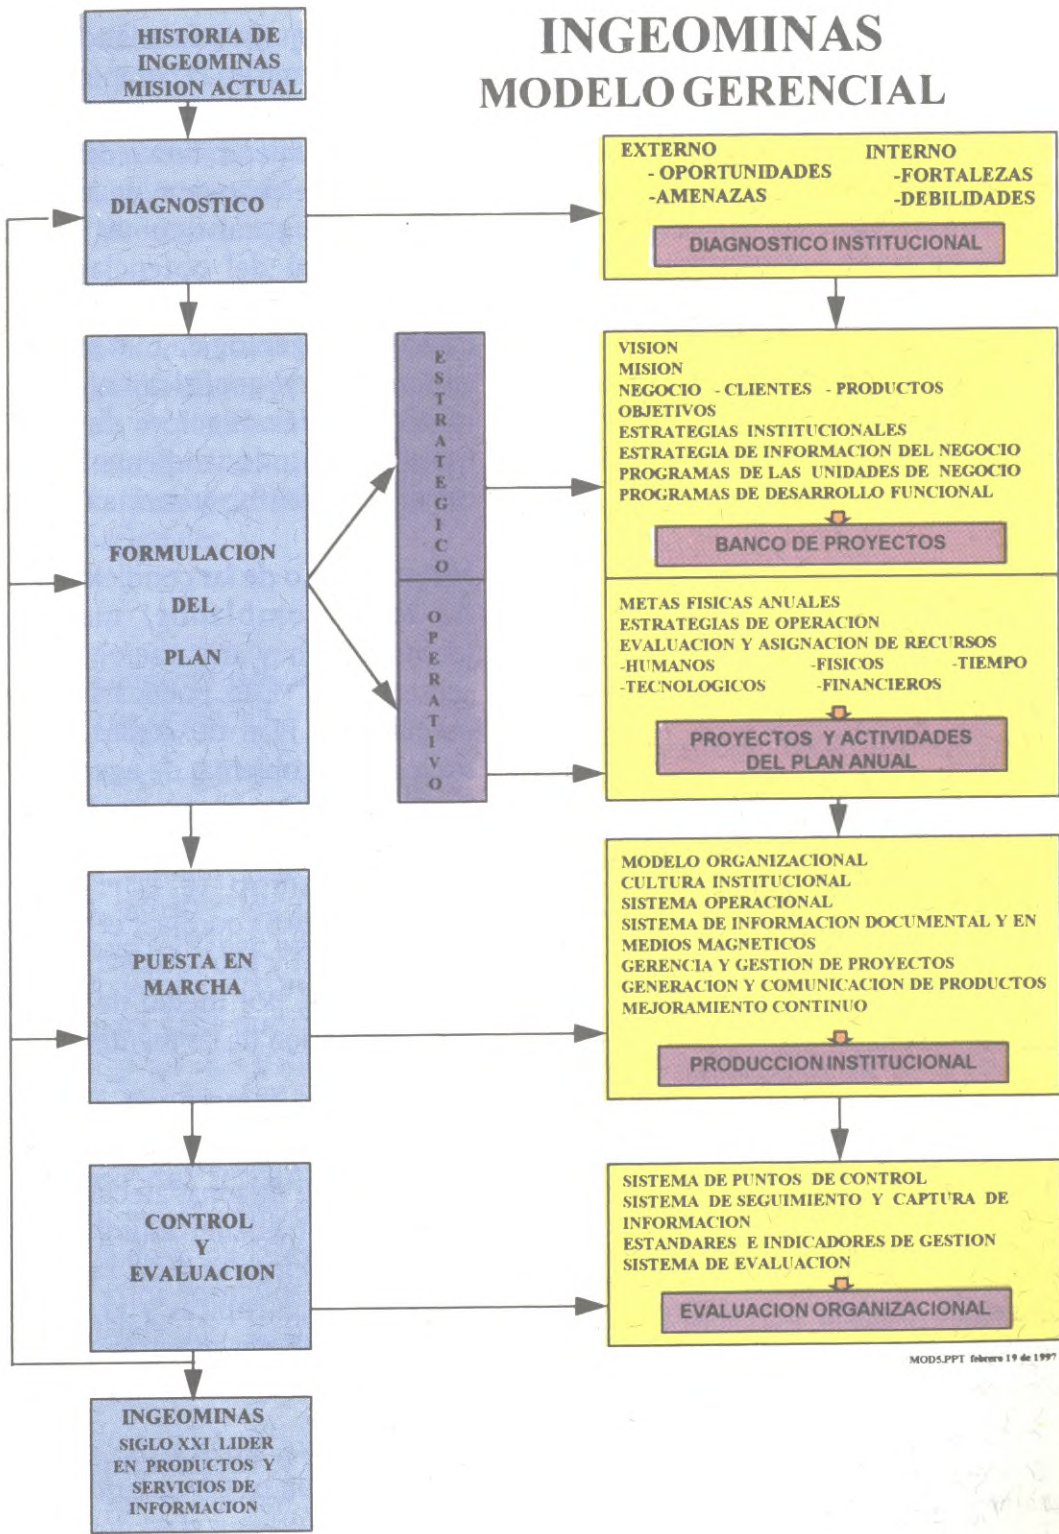 INGEOMINAS
MODELO GERENCIAL
HISTORIA DE
INGEOMINAS
MISION ACTUAL
DIAGNOSTICO
EXTERNO
- OPORTUNIDADES
-AMENAZAS
INTERNO
-FORTALEZAS
-DEBILIDADES
DIAGNOSTICO INSTITUCIONAL
FORMULACION
DEL
PLAN
ESTRATEGICO
OPERATIVO
VISION
MISION
NEGOCIO - CLIENTES - PRODUCTOS
OBJETIVOS
ESTRATEGIAS INSTITUCIONALES
ESTRATEGIA DE INFORMACION DEL NEGOCIO
PROGRAMAS DE LAS UNIDADES DE NEGOCIO
PROGRAMAS DE DESARROLLO FUNCIONAL
BANCO DE PROYECTOS
METAS FISICAS ANUALES
ESTRATEGIAS DE OPERACIÓN
EVALUACION Y ASIGNACION DE RECURSOS
-HUMANOS -FISICOS -TIEMPO
-TECNOLOGICOS -FINANCIEROS
PROYECTOS Y ACTIVIDADES
DEL PLAN ANUAL
PUESTA EN
MARCHA
MODELO ORGANIZACIONAL
CULTURA INSTITUCIONAL
SISTEMA OPERACIONAL
SISTEMA DE INFORMACION DOCUMENTAL Y EN
MEDIOS MAGNETICOS
GERENCIA Y GESTION DE PROYECTOS
GENERACION Y COMUNICACION DE PRODUCTOS
MEJORAMIENTO CONTINUO
PRODUCCION INSTITUCIONAL
CONTROL
Y
EVALUACION
SISTEMA DE PUNTOS DE CONTROL
SISTEMA DE SEGUIMIENTO Y CAPTURA DE
INFORMACION
ESTANDARES E INDICADORES DE GESTION
SISTEMA DE EVALUACION
EVALUACION ORGANIZACIONAL
MOD5.PPT febrero 19 de 1997
INGEOMINAS
SIGLO XXI LIDER
EN PRODUCTOS Y
SERVICIOS DE
INFORMACION